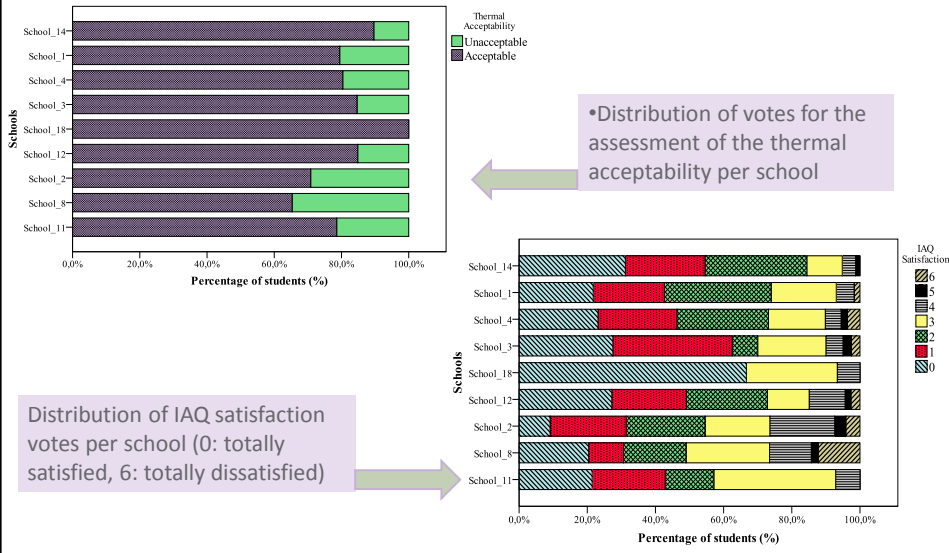 Thermal
Acceptability
Unacceptable
Acceptable
Schools
School_14
School_1
School_4
School_3
School_18
School_12
School_2
School_8
School_11
0,0% 20,0% 40,0% 60,0% 80,0% 100,0%
Percentage of students (%)
•Distribution of votes for the
assessment of the thermal
acceptability per school
Distribution of IAQ satisfaction
votes per school (0: totally
satisfied, 6: totally dissatisfied)
IAQ
Satisfaction
6
5
4
3
2
1
0
Schools
School_14
School_1
School_4
School_3
School_18
School_12
School_2
School_8
School_11
0,0% 20,0% 40,0% 60,0% 80,0% 100,0%
Percentage of students (%)